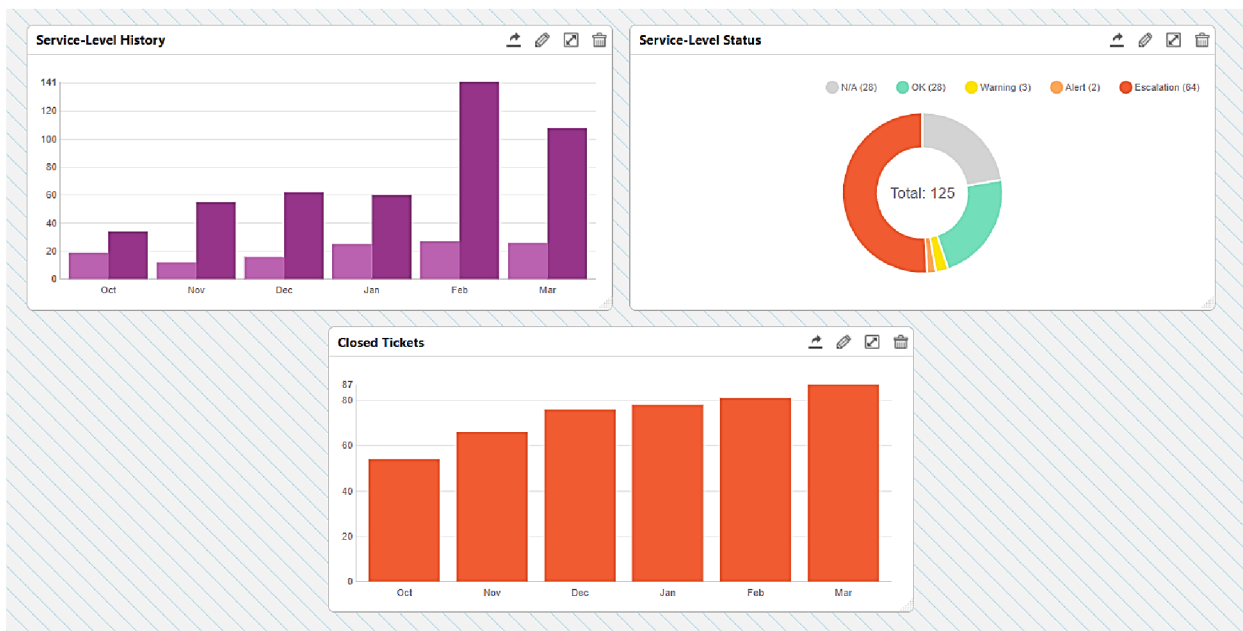 Service-Level History
141
120
100
80
60
40
20
0
Oct Nov Dec Jan Feb Mar
Service-Level Status
N/A (28) OK (28) Warning (3) Alert (2) Escalation (64)
Total: 125
Closed Tickets
87
80
60
40
20
0
Oct Nov Dec Jan Feb Mar